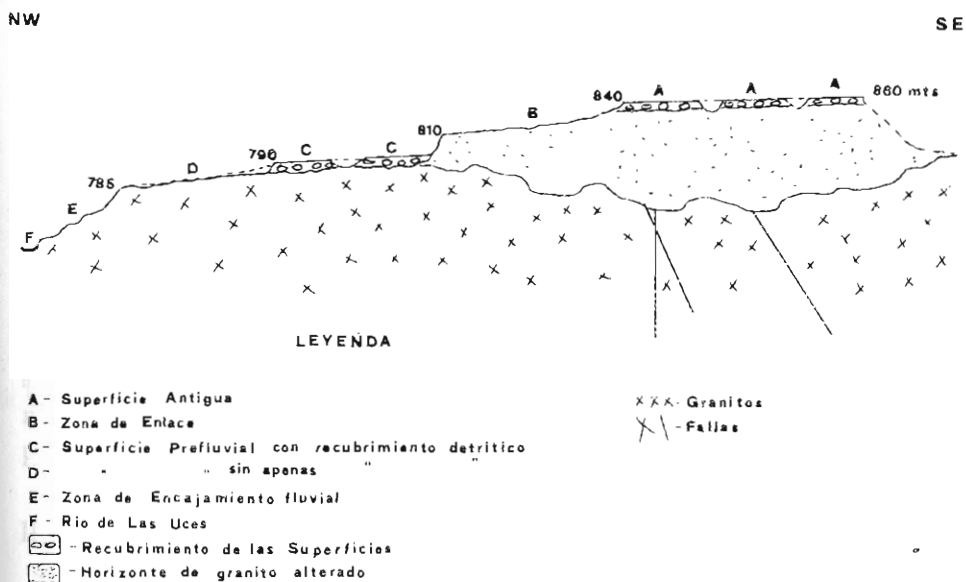 NW
SE
A A A
840 860 mts
B
810
C C
790
D
785
E
F
LEYENDA
A - Superficie Antigua
B - Zona de Enlace
C - Superficie Prefluvial con recubrimiento detritico
D - " " sin apenas " "
E - Zona de Encajamiento fluvial
F - Rio de Las Uces
- Recubrimiento de las Superficies
- Horizonte de granito alterado
xxx - Granitos
- Fallas